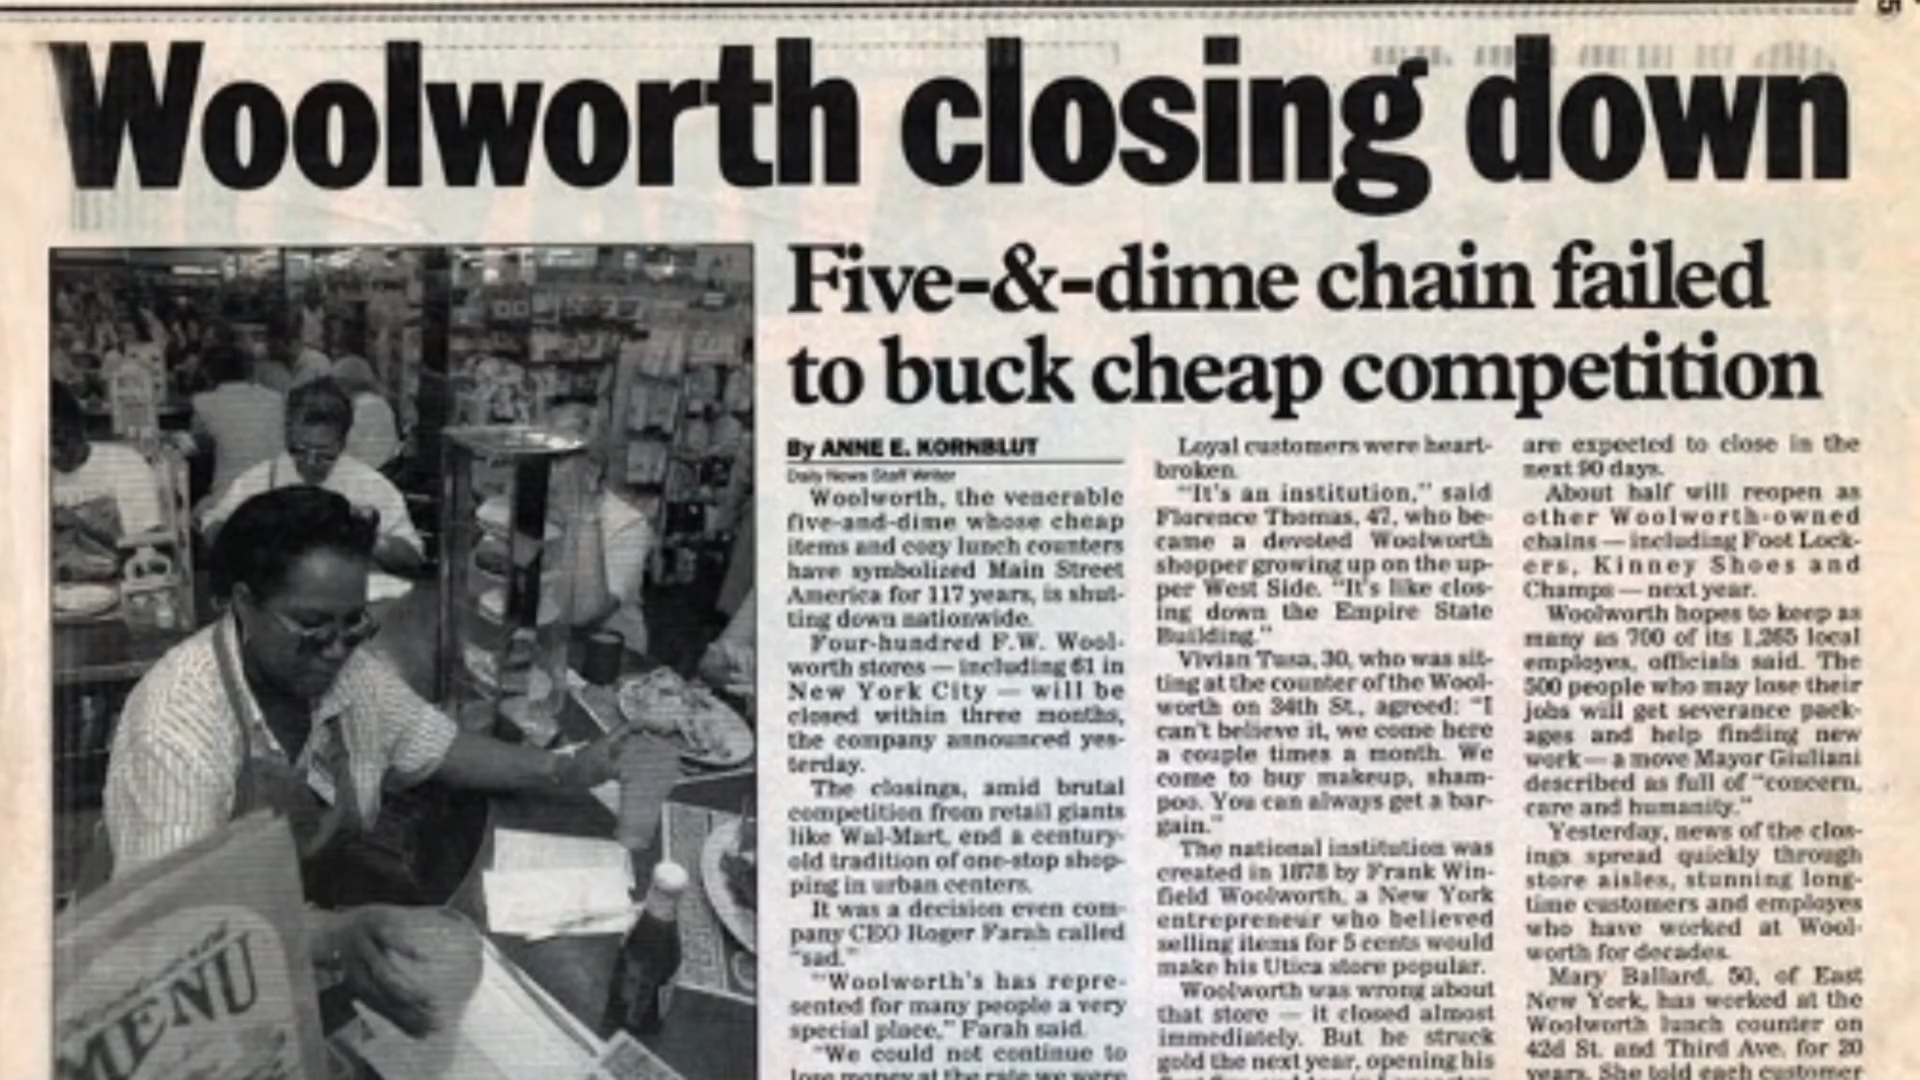 5
Woolworth closing down
Five-&-dime chain failed
to buck cheap competition
By ANNE E. KORNBLUT
Daily News Staff Writer
Woolworth, the venerable
five-and-dime whose cheap
items and cozy lunch counters
have symbolized Main Street
America for 117 years, is shut-
ting down nationwide.
Four-hundred F.W. Wool-
worth stores — including 61 in
New York City — will be
closed within three months,
the company announced yes-
terday.
The closings, amid brutal
competition from retail giants
like Wal-Mart, end a century-
old tradition of one-stop shop-
ping in urban centers.
It was a decision even com-
pany CEO Roger Farah called
"sad."
"Woolworth's has repre-
sented for many people a very
special place," Farah said.
"We could not continue to
lose money at the rate we were
Loyal customers were heart-
broken.
"It's an institution," said
Florence Thomas, 47, who be-
came a devoted Woolworth
shopper growing up on the up-
per West Side. "It's like clos-
ing down the Empire State
Building."
Vivian Tusa, 30, who was sit-
ting at the counter of the Wool-
worth on 34th St., agreed: "I
can't believe it, we come here
a couple times a month. We
come to buy makeup, sham-
poo. You can always get a bar-
gain."
The national institution was
created in 1878 by Frank Win-
field Woolworth, a New York
entrepreneur who believed
selling items for 5 cents would
make his Utica store popular.
Woolworth was wrong about
that store — it closed almost
immediately. But he struck
gold the next year, opening his
are expected to close in the
next 90 days.
About half will reopen as
other Woolworth-owned
chains — including Foot Lock-
ers, Kinney Shoes and
Champs — next year.
Woolworth hopes to keep as
many as 700 of its 1,265 local
employes, officials said. The
500 people who may lose their
jobs will get severance pack-
ages and help finding new
work — a move Mayor Giuliani
described as full of "concern,
care and humanity."
Yesterday, news of the clos-
ings spread quickly through
store aisles, stunning long-
time customers and employes
who have worked at Wool-
worth for decades.
Mary Ballard, 50, of East
New York, has worked at the
Woolworth lunch counter on
42d St. and Third Ave. for 20
years. She told each customer
MENU